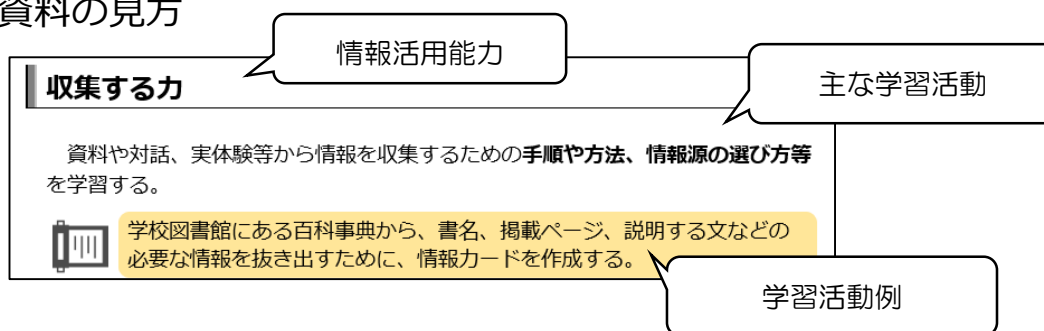 資料の見方
情報活用能力
主な学習活動
収集する力
資料や対話、実体験等から情報を収集するための手順や方法、情報源の選び方等
を学習する。
学校図書館にある百科事典から、書名、掲載ページ、説明する文などの
必要な情報を抜き出すために、情報カードを作成する。
学習活動例